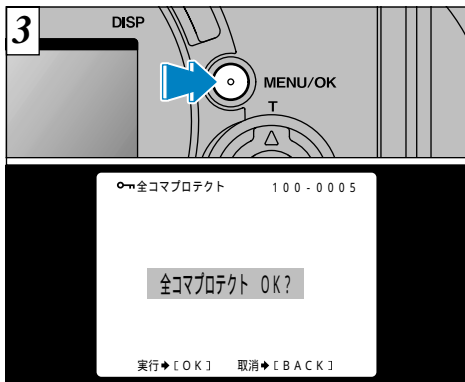 3
DISP
MENU/OK
T
全コマプロテクト 100-0005
全コマプロテクト OK?
実行➧[OK] 取消➧[BACK]